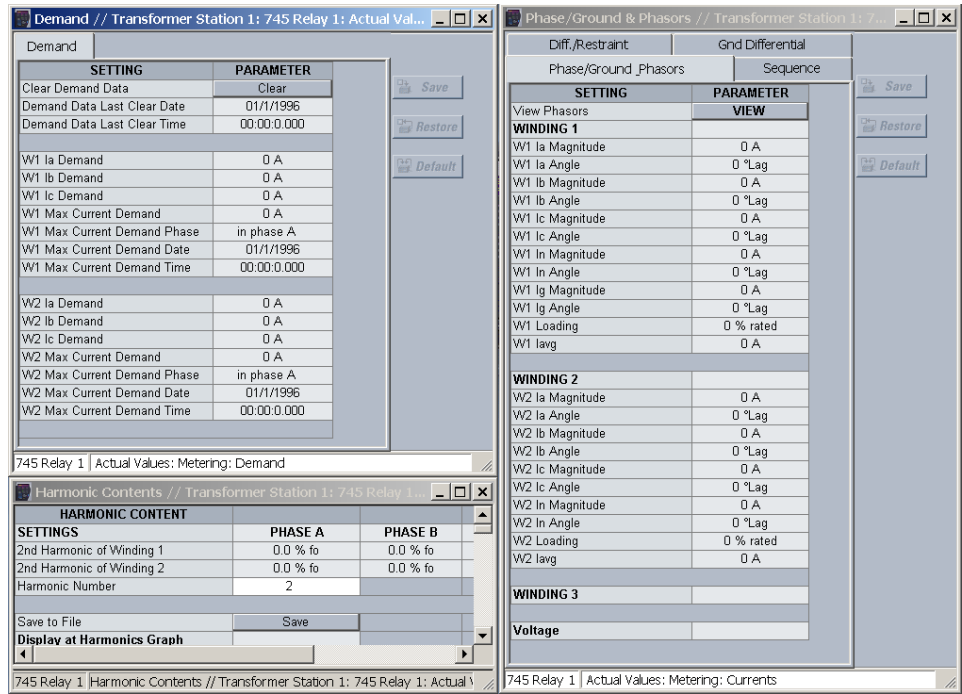 Demand // Transformer Station 1: 745 Relay 1: Actual Val...
Demand
SETTING PARAMETER
Clear Demand Data Clear
Demand Data Last Clear Date 01/1/1996
Demand Data Last Clear Time 00:00:0.000
W1 Ia Demand 0 A
W1 Ib Demand 0 A
W1 Ic Demand 0 A
W1 Max Current Demand 0 A
W1 Max Current Demand Phase in phase A
W1 Max Current Demand Date 01/1/1996
W1 Max Current Demand Time 00:00:0.000
W2 Ia Demand 0 A
W2 Ib Demand 0 A
W2 Ic Demand 0 A
W2 Max Current Demand 0 A
W2 Max Current Demand Phase in phase A
W2 Max Current Demand Date 01/1/1996
W2 Max Current Demand Time 00:00:0.000
Save
Restore
Default
745 Relay 1 Actual Values: Metering: Demand
Harmonic Contents // Transformer Station 1: 745 Relay 1...
HARMONIC CONTENT
SETTINGS PHASE A PHASE B
2nd Harmonic of Winding 1 0.0 % fo 0.0 % fo
2nd Harmonic of Winding 2 0.0 % fo 0.0 % fo
Harmonic Number 2
Save to File Save
Display at Harmonics Graph
745 Relay 1 Harmonic Contents // Transformer Station 1: 745 Relay 1: Actual
Phase/Ground & Phasors // Transformer Station 1: 7...
Diff./Restraint Gnd Differential
Phase/Ground Phasors Sequence
SETTING PARAMETER
View Phasors VIEW
WINDING 1
W1 Ia Magnitude 0 A
W1 Ia Angle 0 °Lag
W1 Ib Magnitude 0 A
W1 Ib Angle 0 °Lag
W1 Ic Magnitude 0 A
W1 Ic Angle 0 °Lag
W1 In Magnitude 0 A
W1 In Angle 0 °Lag
W1 Ig Magnitude 0 A
W1 Ig Angle 0 °Lag
W1 Loading 0 % rated
W1 Iavg 0 A
WINDING 2
W2 Ia Magnitude 0 A
W2 Ia Angle 0 °Lag
W2 Ib Magnitude 0 A
W2 Ib Angle 0 °Lag
W2 Ic Magnitude 0 A
W2 Ic Angle 0 °Lag
W2 In Magnitude 0 A
W2 In Angle 0 °Lag
W2 Loading 0 % rated
W2 Iavg 0 A
WINDING 3
Voltage
Save
Restore
Default
745 Relay 1 Actual Values: Metering: Currents